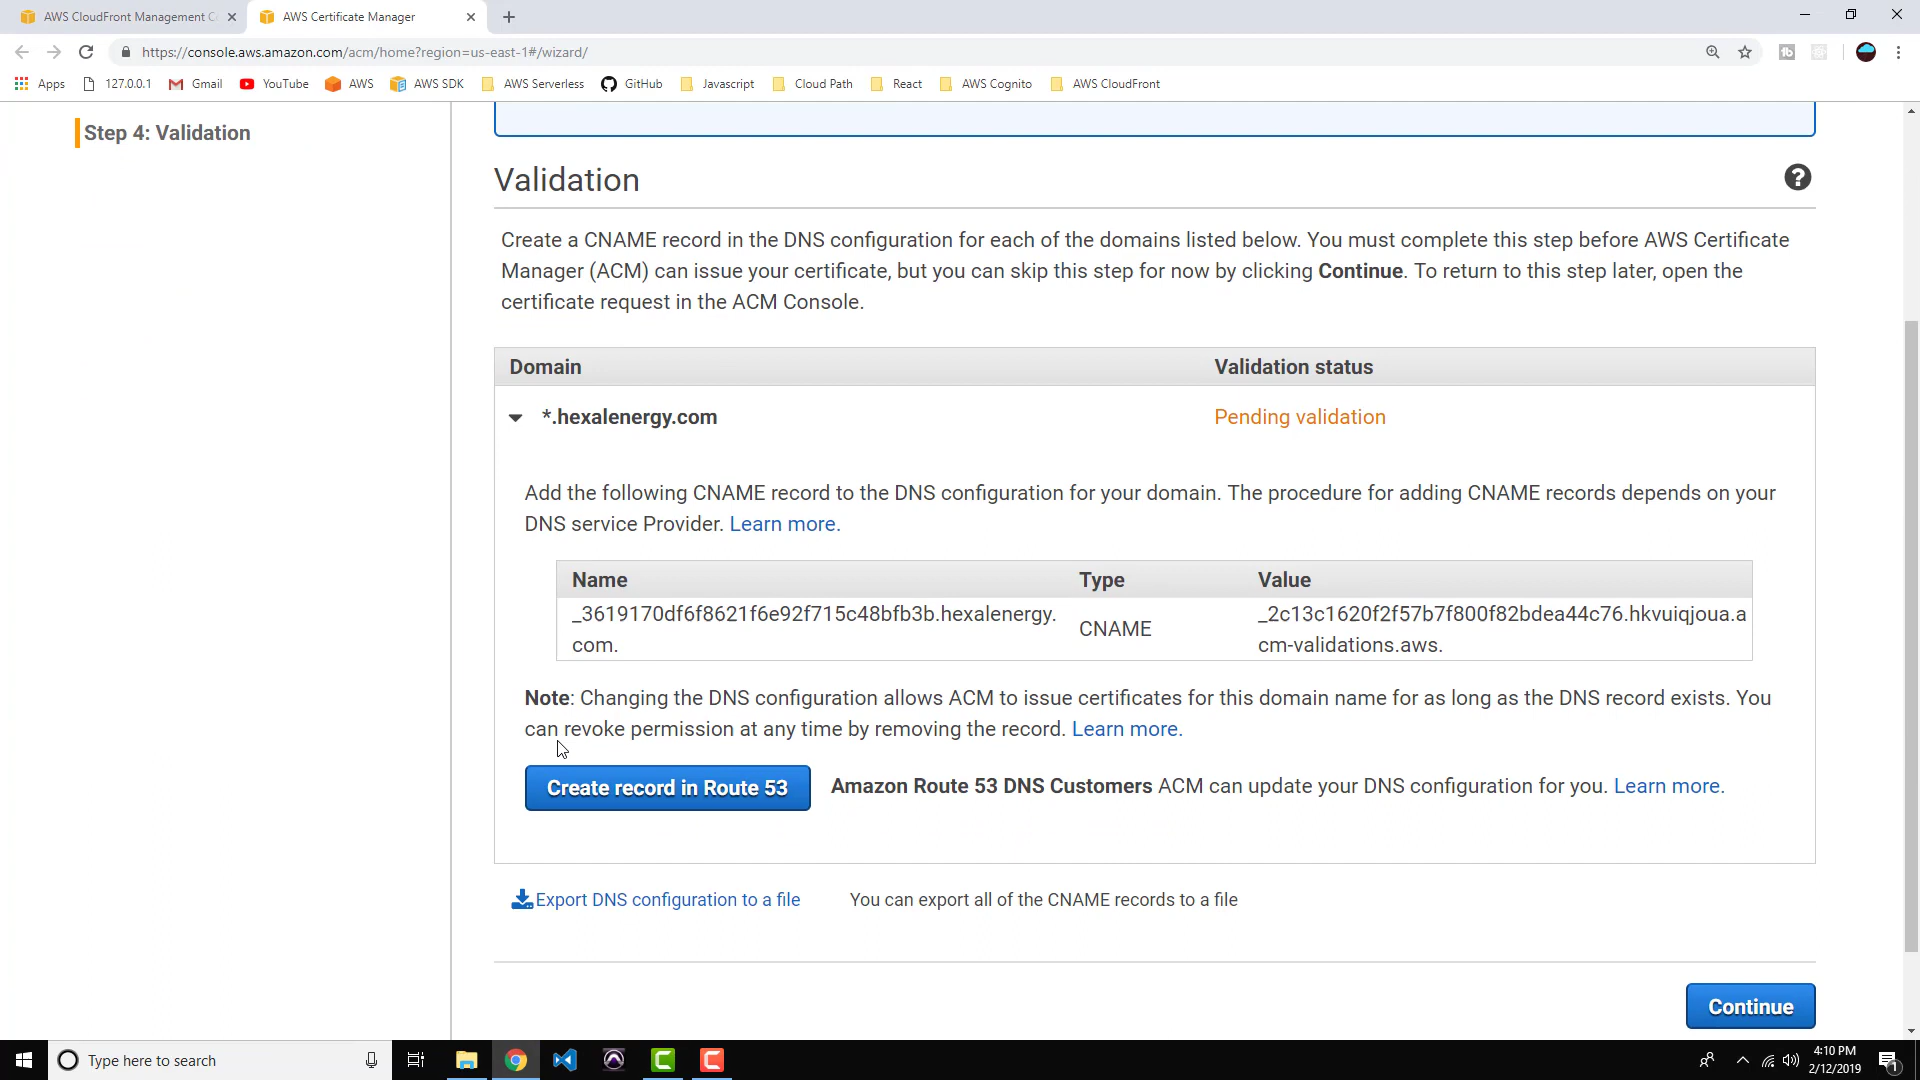 AWS CloudFront Management C
AWS Certificate Manager
https://console.aws.amazon.com/acm/home?region=us-east-1#/wizard/
Apps
127.0.0.1
Gmail
YouTube
AWS
AWS SDK
AWS Serverless
GitHub
Javascript
Cloud Path
React
AWS Cognito
AWS CloudFront
Step 4: Validation
Validation
Create a CNAME record in the DNS configuration for each of the domains listed below. You must complete this step before AWS Certificate
Manager (ACM) can issue your certificate, but you can skip this step for now by clicking Continue. To return to this step later, open the
certificate request in the ACM Console.
Domain Validation status
*.hexalenergy.com Pending validation
Add the following CNAME record to the DNS configuration for your domain. The procedure for adding CNAME records depends on your
DNS service Provider. Learn more.
Name Type Value
_3619170df6f8621f6e92f715c48bfb3b.hexalenergy.
com.
CNAME
_2c13c1620f2f57b7f800f82bdea44c76.hkvuiqjoua.a
cm-validations.aws.
Note: Changing the DNS configuration allows ACM to issue certificates for this domain name for as long as the DNS record exists. You
can revoke permission at any time by removing the record. Learn more.
Create record in Route 53
Amazon Route 53 DNS Customers ACM can update your DNS configuration for you. Learn more.
Export DNS configuration to a file
You can export all of the CNAME records to a file
Continue
Type here to search
4:10 PM
2/12/2019
1